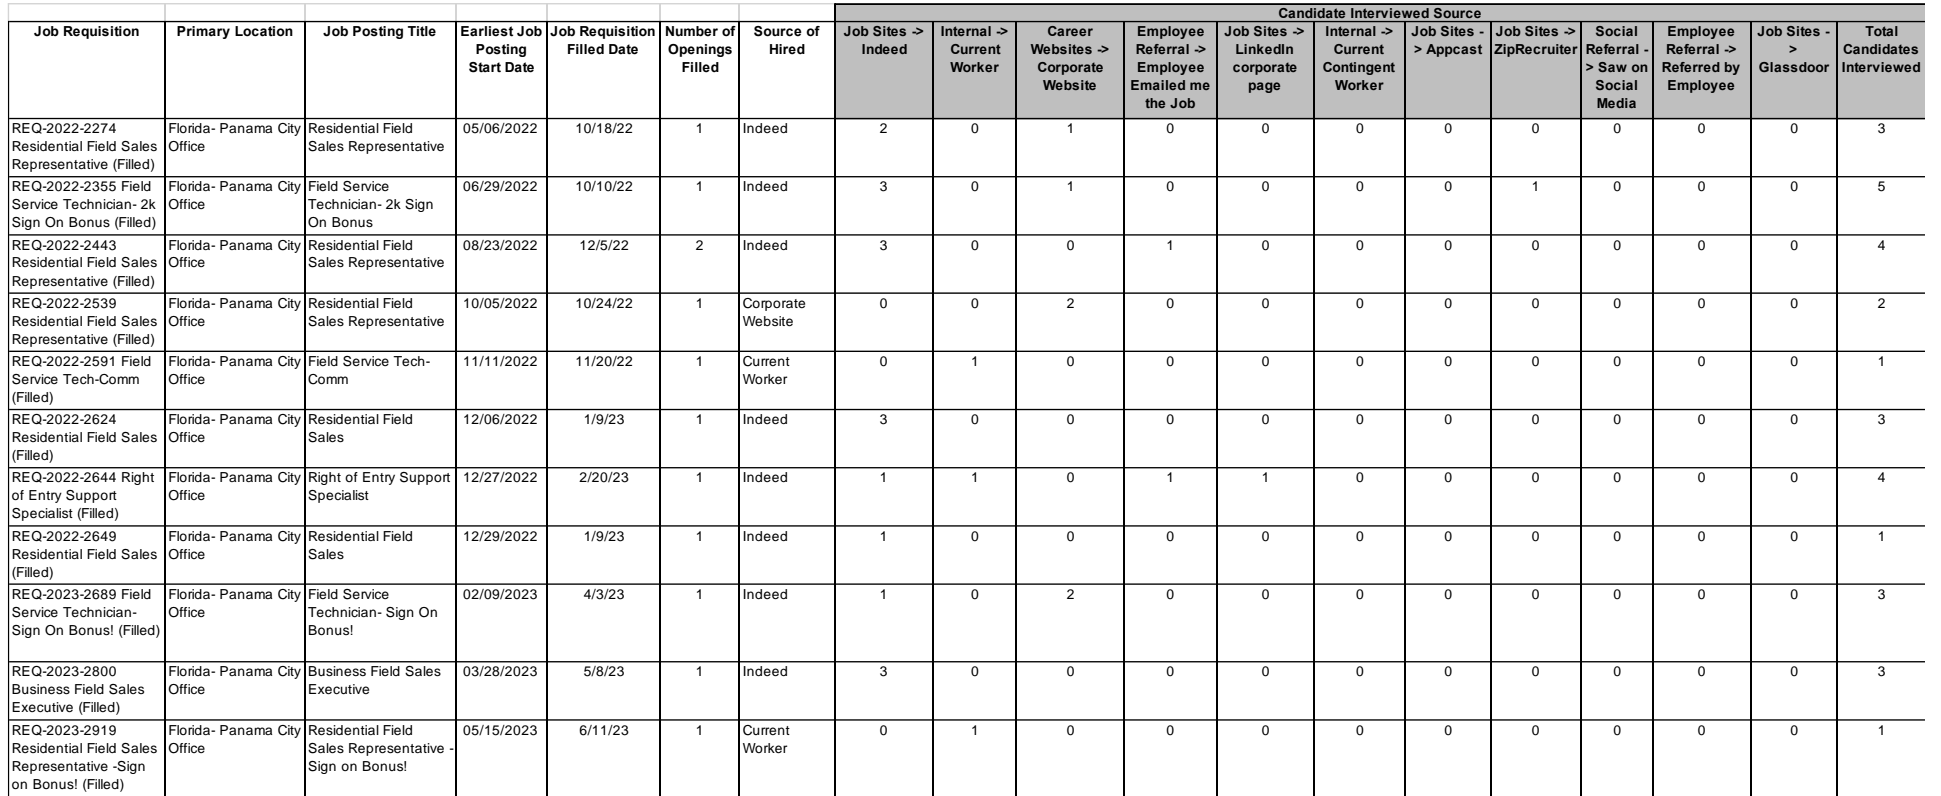 Candidate Interviewed Source
Job Requisition Primary Location Job Posting Title Earliest Job Posting Start Date Job Requisition Filled Date Number of Openings Filled Source of Hired Job Sites -> Indeed Internal -> Current Worker Career Websites -> Corporate Website Employee Referral -> Employee Emailed me the Job Job Sites -> LinkedIn corporate page Internal -> Current Contingent Worker Job Sites -> Appcast Job Sites -> ZipRecruiter Social Referral -> Saw on Social Media Employee Referral -> Referred by Employee Job Sites -> Glassdoor Total Candidates Interviewed
REQ-2022-2274 Residential Field Sales Representative (Filled) Florida- Panama City Office Residential Field Sales Representative 05/06/2022 10/18/22 1 Indeed 2 0 1 0 0 0 0 0 0 0 0 3
REQ-2022-2355 Field Service Technician- 2k Sign On Bonus (Filled) Florida- Panama City Office Field Service Technician- 2k Sign On Bonus 06/29/2022 10/10/22 1 Indeed 3 0 1 0 0 0 0 1 0 0 0 5
REQ-2022-2443 Residential Field Sales Representative (Filled) Florida- Panama City Office Residential Field Sales Representative 08/23/2022 12/5/22 2 Indeed 3 0 0 1 0 0 0 0 0 0 0 4
REQ-2022-2539 Residential Field Sales Representative (Filled) Florida- Panama City Office Residential Field Sales Representative 10/05/2022 10/24/22 1 Corporate Website 0 0 2 0 0 0 0 0 0 0 0 2
REQ-2022-2591 Field Service Tech-Comm (Filled) Florida- Panama City Office Field Service Tech-Comm 11/11/2022 11/20/22 1 Current Worker 0 1 0 0 0 0 0 0 0 0 0 1
REQ-2022-2624 Residential Field Sales (Filled) Florida- Panama City Office Residential Field Sales 12/06/2022 1/9/23 1 Indeed 3 0 0 0 0 0 0 0 0 0 0 3
REQ-2022-2644 Right of Entry Support Specialist (Filled) Florida- Panama City Office Right of Entry Support Specialist 12/27/2022 2/20/23 1 Indeed 1 1 0 1 1 0 0 0 0 0 0 4
REQ-2022-2649 Residential Field Sales (Filled) Florida- Panama City Office Residential Field Sales 12/29/2022 1/9/23 1 Indeed 1 0 0 0 0 0 0 0 0 0 0 1
REQ-2023-2689 Field Service Technician- Sign On Bonus! (Filled) Florida- Panama City Office Field Service Technician- Sign On Bonus! 02/09/2023 4/3/23 1 Indeed 1 0 2 0 0 0 0 0 0 0 0 3
REQ-2023-2800 Business Field Sales Executive (Filled) Florida- Panama City Office Business Field Sales Executive 03/28/2023 5/8/23 1 Indeed 3 0 0 0 0 0 0 0 0 0 0 3
REQ-2023-2919 Residential Field Sales Representative -Sign on Bonus! (Filled) Florida- Panama City Office Residential Field Sales Representative - Sign on Bonus! 05/15/2023 6/11/23 1 Current Worker 0 1 0 0 0 0 0 0 0 0 0 1